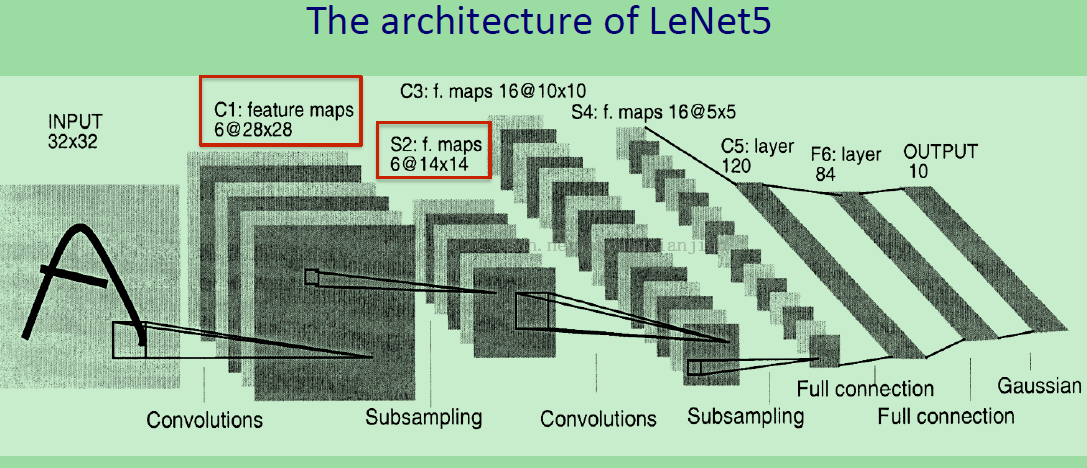 The architecture of LeNet5
INPUT
32x32
C1: feature maps
6@28x28
S2: f. maps
6@14x14
C3: f. maps 16@10x10
S4: f. maps 16@5x5
C5: layer
120
F6: layer
84
OUTPUT
10
Convolutions
Subsampling
Convolutions
Subsampling
Full connection
Full connection
Gaussian